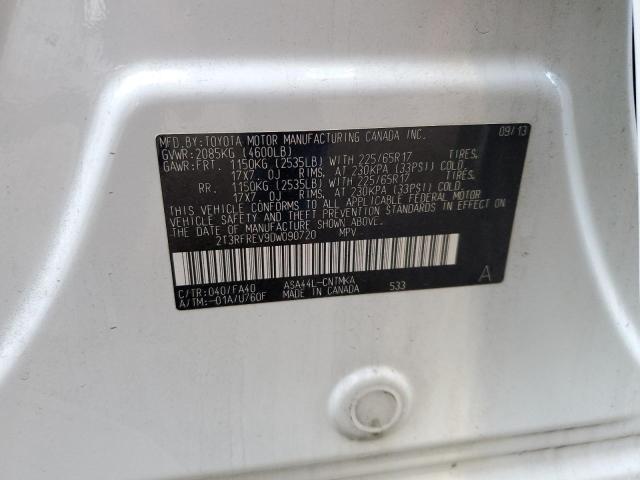 MFD.BY:TOYOTA MOTOR MANUFACTURING CANADA INC. 09/13
GVWR:2085KG (4600LB)
GAWR:FRT. 1150KG (2535LB) WITH 225/65R17 TIRES.
17X7.0J RIMS. AT 230KPA (33PSI) COLD.
RR. 1150KG (2535LB) WITH 225/65R17 TIRES.
17X7.0J RIMS. AT 230KPA (33PSI) COLD.
THIS VEHICLE CONFORMS TO ALL APPLICABLE FEDERAL MOTOR
VEHICLE SAFETY AND THEFT PREVENTION STANDARDS IN EFFECT ON
THE DATE OF MANUFACTURE SHOWN ABOVE.
2T3RFREV9DW090720 MPV
C/TR:040/FA40 ASA44L-CNTMKA
A/TM:-01A/U760F MADE IN CANADA 533 A